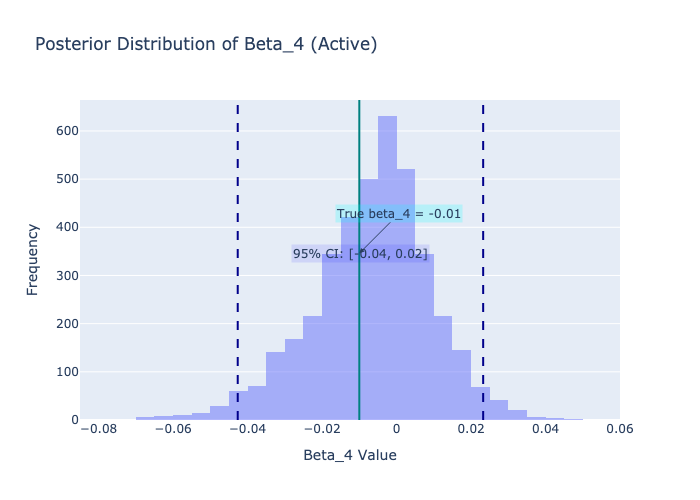 Posterior Distribution of Beta_4 (Active)
Frequency
600
500
400
300
200
100
0
True beta_4 = -0.01
95% CI: [-0.04, 0.02]
−0.08 −0.06 −0.04 −0.02 0 0.02 0.04 0.06
Beta_4 Value